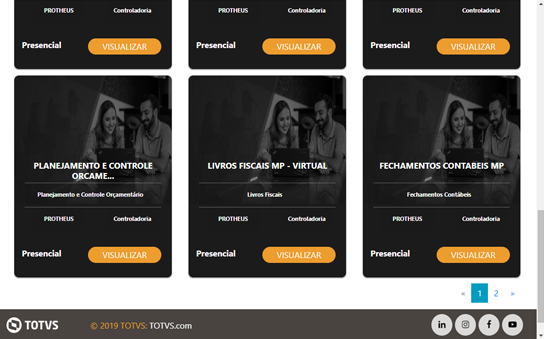 PROTHEUS Controladoria PROTHEUS Controladoria PROTHEUS Controladoria
Presencial VISUALIZAR Presencial VISUALIZAR Presencial VISUALIZAR
PLANEJAMENTO E CONTROLE
ORCAME...
Planejamento e Controle Orçamentário
PROTHEUS Controladoria
Presencial VISUALIZAR
LIVROS FISCAIS MP - VIRTUAL
Livros Fiscais
PROTHEUS Controladoria
Presencial VISUALIZAR
FECHAMENTOS CONTABEIS MP
Fechamentos Contábeis
PROTHEUS Controladoria
Presencial VISUALIZAR
« 1 2 »
TOTVS © 2019 TOTVS: TOTVS.com